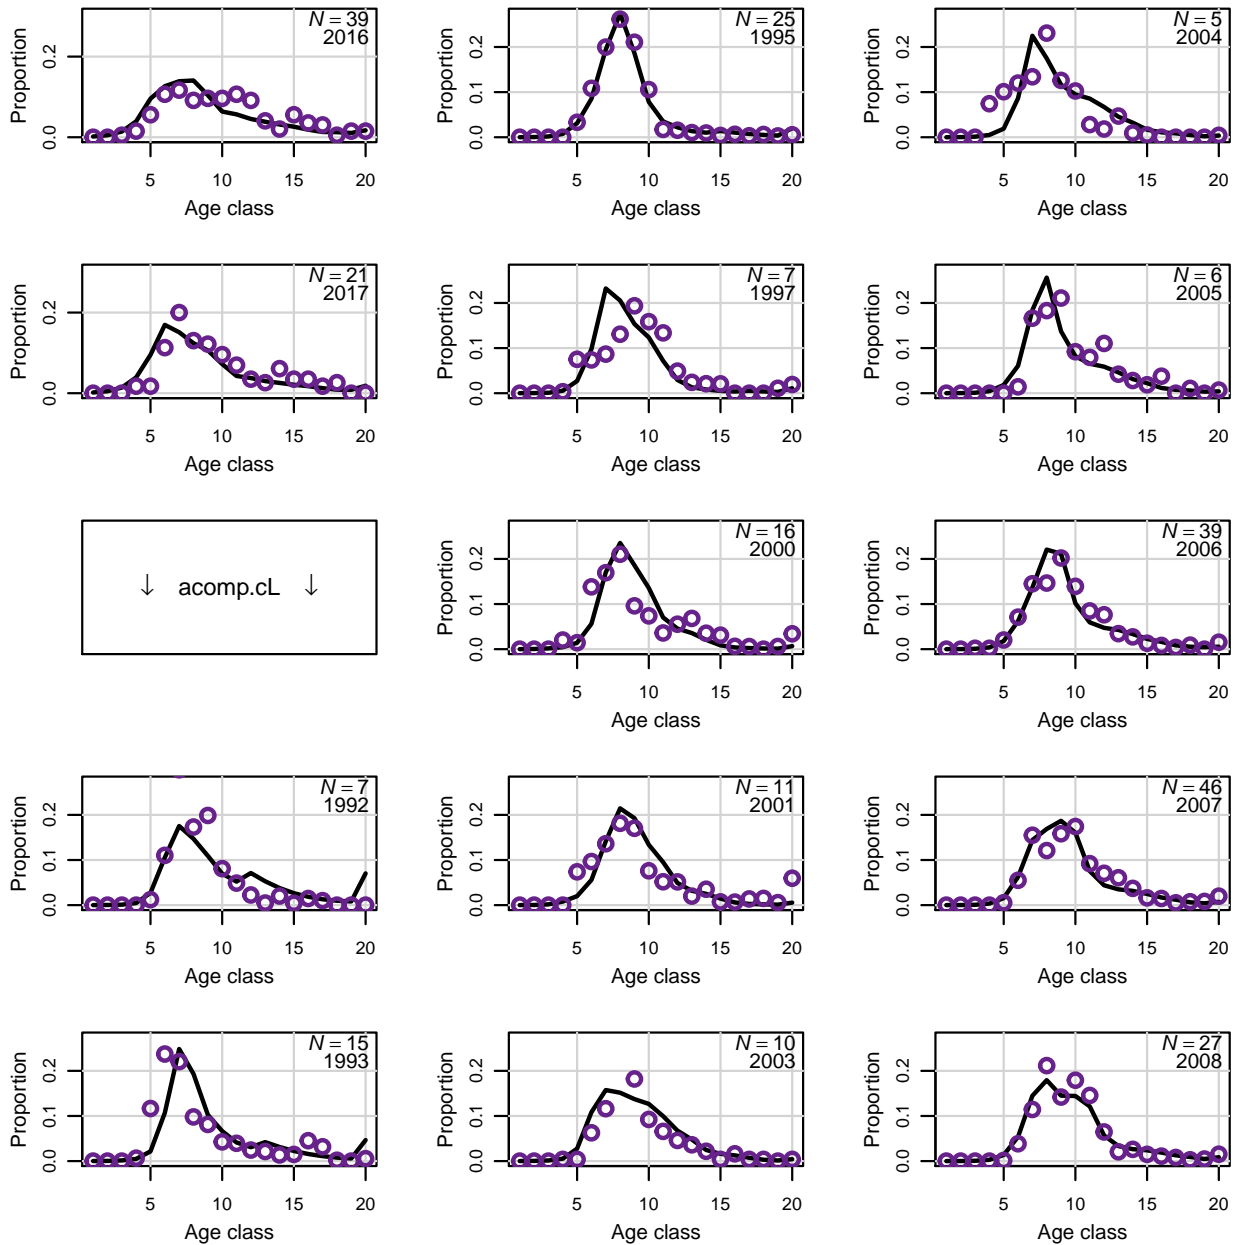 N = 39
2016
Proportion
0.0
0.2
5
10
15
20
Age class
N = 25
1995
Proportion
0.0
0.1
0.2
5
10
15
20
Age class
N = 5
2004
Proportion
0.0
0.1
0.2
5
10
15
20
Age class
N = 21
2017
Proportion
0.0
0.2
5
10
15
20
Age class
N = 7
1997
Proportion
0.0
0.1
0.2
5
10
15
20
Age class
N = 6
2005
Proportion
0.0
0.1
0.2
5
10
15
20
Age class
↓ acomp.cL ↓
N = 16
2000
Proportion
0.0
0.1
0.2
5
10
15
20
Age class
N = 39
2006
Proportion
0.0
0.1
0.2
5
10
15
20
Age class
N = 7
1992
Proportion
0.0
0.1
0.2
5
10
15
20
Age class
N = 11
2001
Proportion
0.0
0.1
0.2
5
10
15
20
Age class
N = 46
2007
Proportion
0.0
0.1
0.2
5
10
15
20
Age class
N = 15
1993
Proportion
0.0
0.1
0.2
5
10
15
20
Age class
N = 10
2003
Proportion
0.0
0.1
0.2
5
10
15
20
Age class
N = 27
2008
Proportion
0.0
0.1
0.2
5
10
15
20
Age class